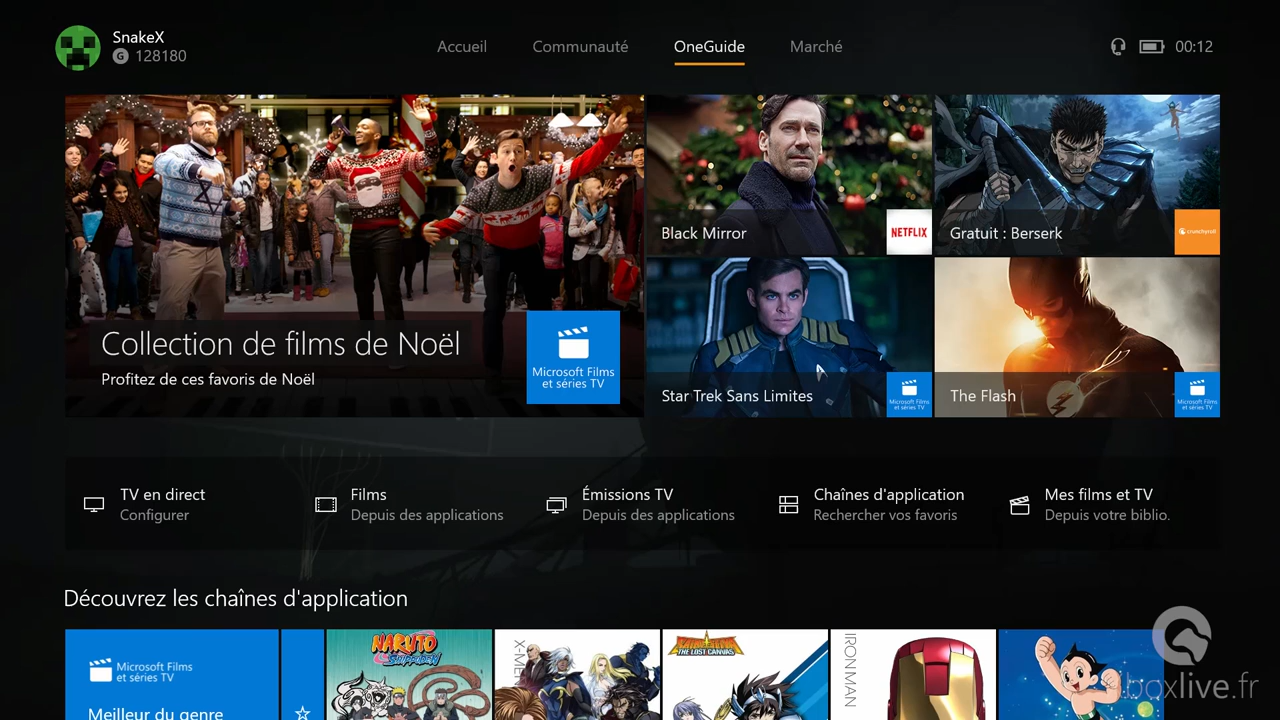 SnakeX
G 128180
Accueil
Communauté
OneGuide
Marché
00:12
Collection de films de Noël
Profitez de ces favoris de Noël
Microsoft Films
et séries TV
Black Mirror
NETFLIX
Gratuit : Berserk
crunchyroll
Star Trek Sans Limites
Microsoft Films
et séries TV
The Flash
Microsoft Films
et séries TV
TV en direct
Configurer
Films
Depuis des applications
Émissions TV
Depuis des applications
Chaînes d'application
Rechercher vos favoris
Mes films et TV
Depuis votre biblio.
Découvrez les chaînes d'application
Microsoft Films
et séries TV
Meilleur du genre
NARUTO
SHIPPUDEN
X-MEN
THE LOST CANVAS
IRON MAN
boxlive.fr